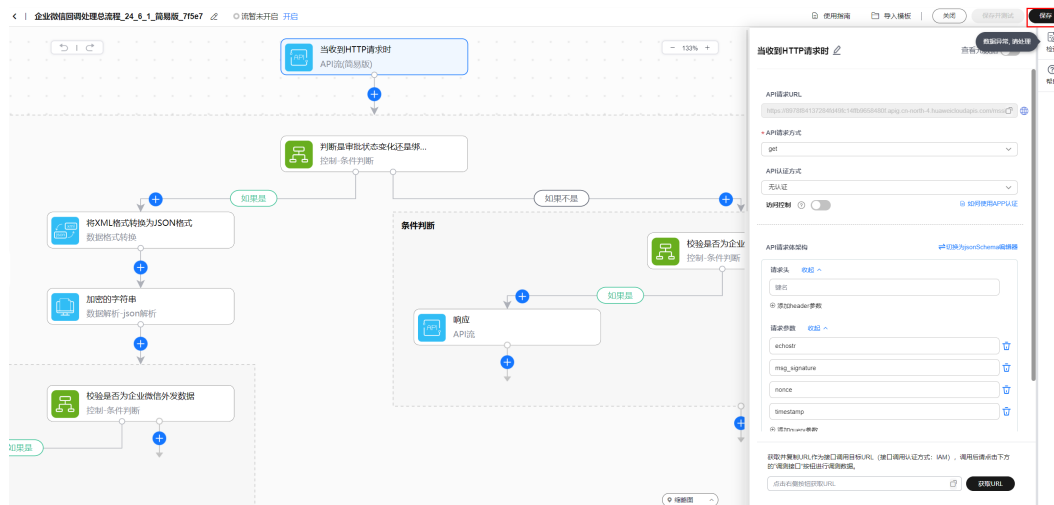 企业微信回调处理总流程_24_6_1_简易版_7f5e7
流暂未开启 开启
使用指南
导入模板
关闭
保存并测试
保存
数据异常, 请处理
当收到HTTP请求时
API流(简易版)
- 133% +
判断是审批状态变化还是绑...
控制-条件判断
如果是
如果不是
将XML格式转换为JSON格式
数据格式转换
条件判断
校验是否为企业
控制-条件判断
加密的字符串
数据解析-json解析
如果是
响应
API流
校验是否为企业微信外发数据
控制-条件判断
如果是
缩略图
当收到HTTP请求时
API请求URL
* API请求方式
get
API认证方式
无认证
访问控制
如何使用APP认证
API请求体架构
切换为jsonSchema编辑器
请求头 收起
键名
添加header参数
请求参数 收起
echostr
msg_signature
nonce
timestamp
添加query参数
获取并复制URL作为接口调用目标URL（接口调用认证方式：IAM），调用后请点击下方
的“调测接口”按钮进行调测数据。
点击右侧按钮获取URL
获取URL